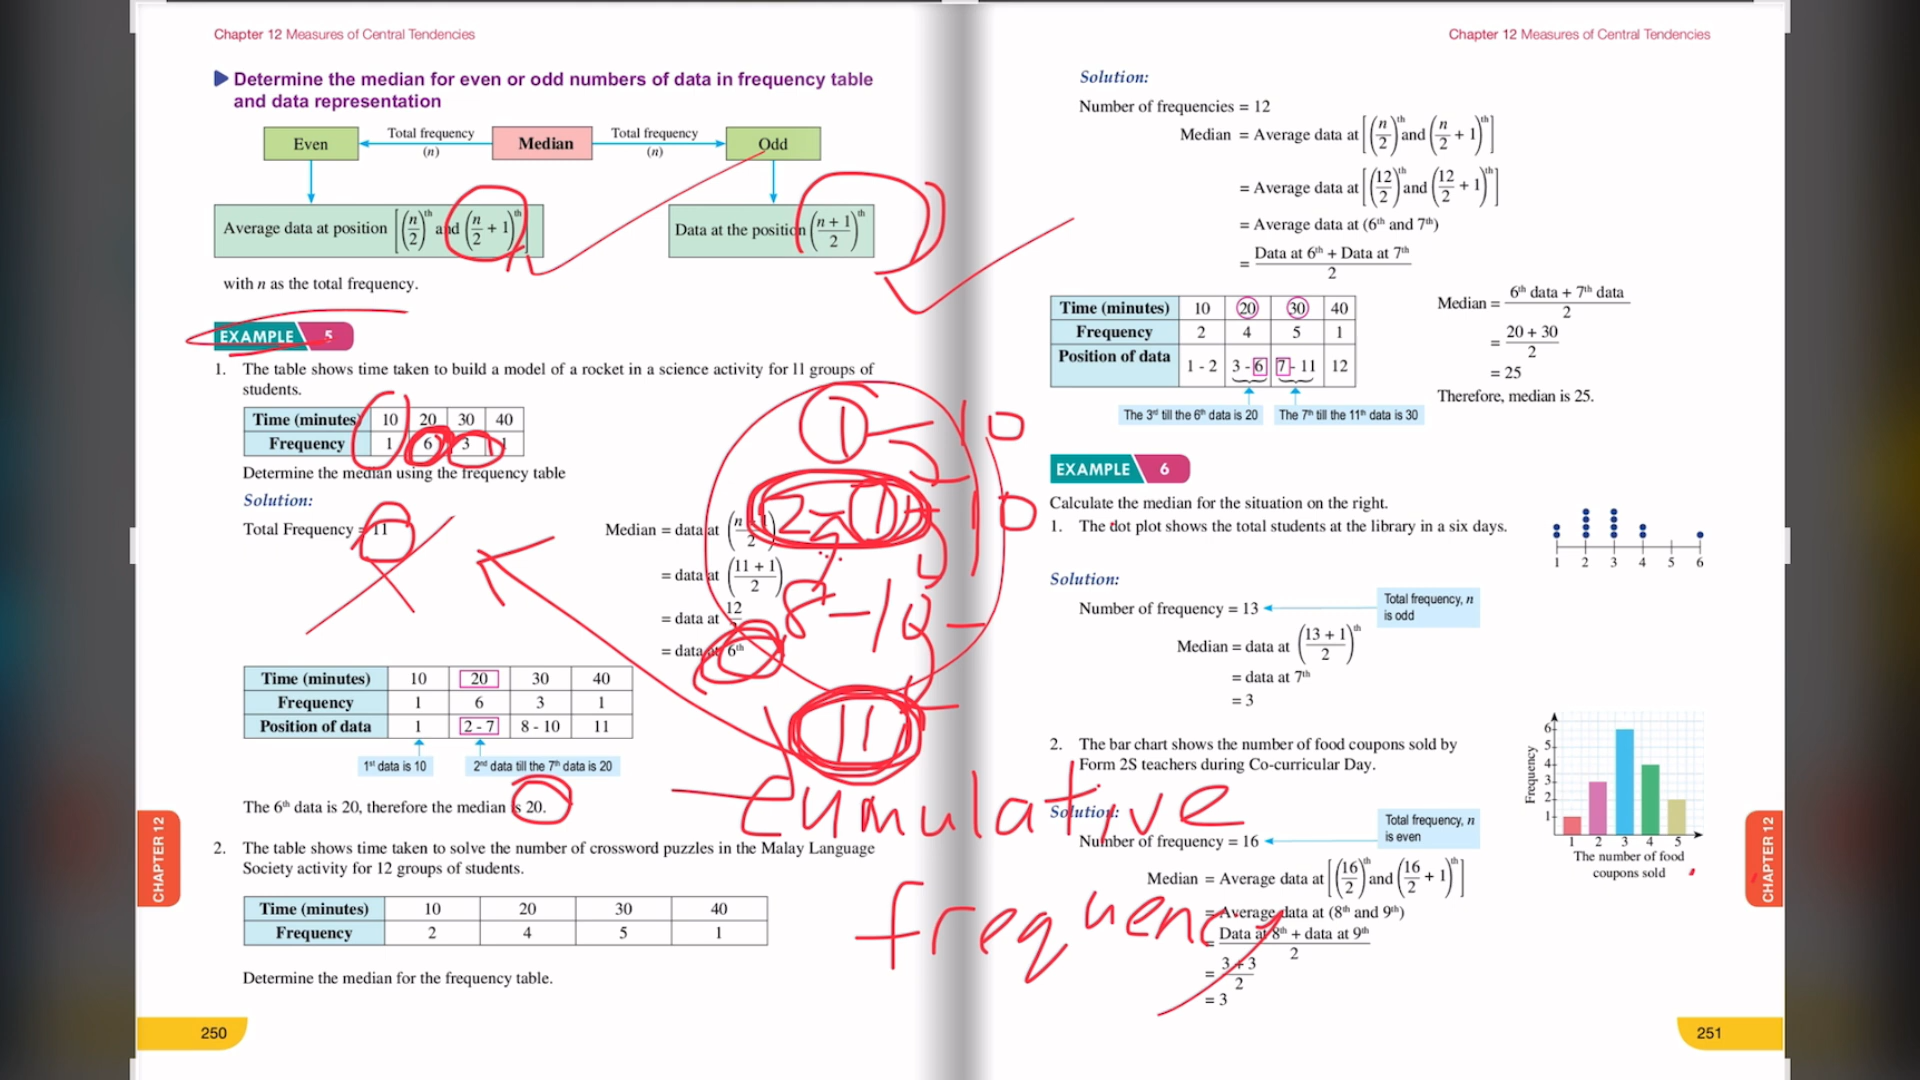 Chapter 12 Measures of Central Tendencies
Determine the median for even or odd numbers of data in frequency table
and data representation
Even
Total frequency
(n)
Median
Total frequency
(n)
Odd
Average data at position [(n/2)th and (n/2 + 1)th]
Data at the position ((n + 1)/2)th
with n as the total frequency.
EXAMPLE 5
1. The table shows time taken to build a model of a rocket in a science activity for 11 groups of
students.
Time (minutes) 10 20 30 40
Frequency 1 6 3 1
Determine the median using the frequency table
Solution:
Total Frequency = 11
Median = data at
= data at ((11 + 1)/2)
= data at 12
= data at 6th
Time (minutes) 10 20 30 40
Frequency 1 6 3 1
Position of data 1 2 - 7 8 - 10 11
1st data is 10
2nd data till the 7th data is 20
The 6th data is 20, therefore the median is 20.
2. The table shows time taken to solve the number of crossword puzzles in the Malay Language
Society activity for 12 groups of students.
Time (minutes) 10 20 30 40
Frequency 2 4 5 1
Determine the median for the frequency table.
CHAPTER 12
250
1
10
10
11
cumulative
frequency
Chapter 12 Measures of Central Tendencies
Solution:
Number of frequencies = 12
Median = Average data at [(n/2)th and (n/2 + 1)th]
= Average data at [(12/2)th and (12/2 + 1)th]
= Average data at (6th and 7th)
= (Data at 6th + Data at 7th)/2
Time (minutes) 10 20 30 40
Frequency 2 4 5 1
Position of data 1 - 2 3 - 6 7 - 11 12
The 3rd till the 6th data is 20
The 7th till the 11th data is 30
Median = (6th data + 7th data)/2
= (20 + 30)/2
= 25
Therefore, median is 25.
EXAMPLE 6
Calculate the median for the situation on the right.
1. The dot plot shows the total students at the library in a six days.
1 2 3 4 5 6
Solution:
Number of frequency = 13
Total frequency, n
is odd
Median = data at ((13 + 1)/2)th
= data at 7th
= 3
2. The bar chart shows the number of food coupons sold by
Form 2S teachers during Co-curricular Day.
Frequency
6
5
4
3
2
1
1 2 3 4 5
The number of food
coupons sold
Solution:
Number of frequency = 16
Total frequency, n
is even
Median = Average data at [(16/2)th and (16/2 + 1)th]
= Average data at (8th and 9th)
= (Data at 8th + data at 9th)/2
= (3 + 3)/2
= 3
CHAPTER 12
251